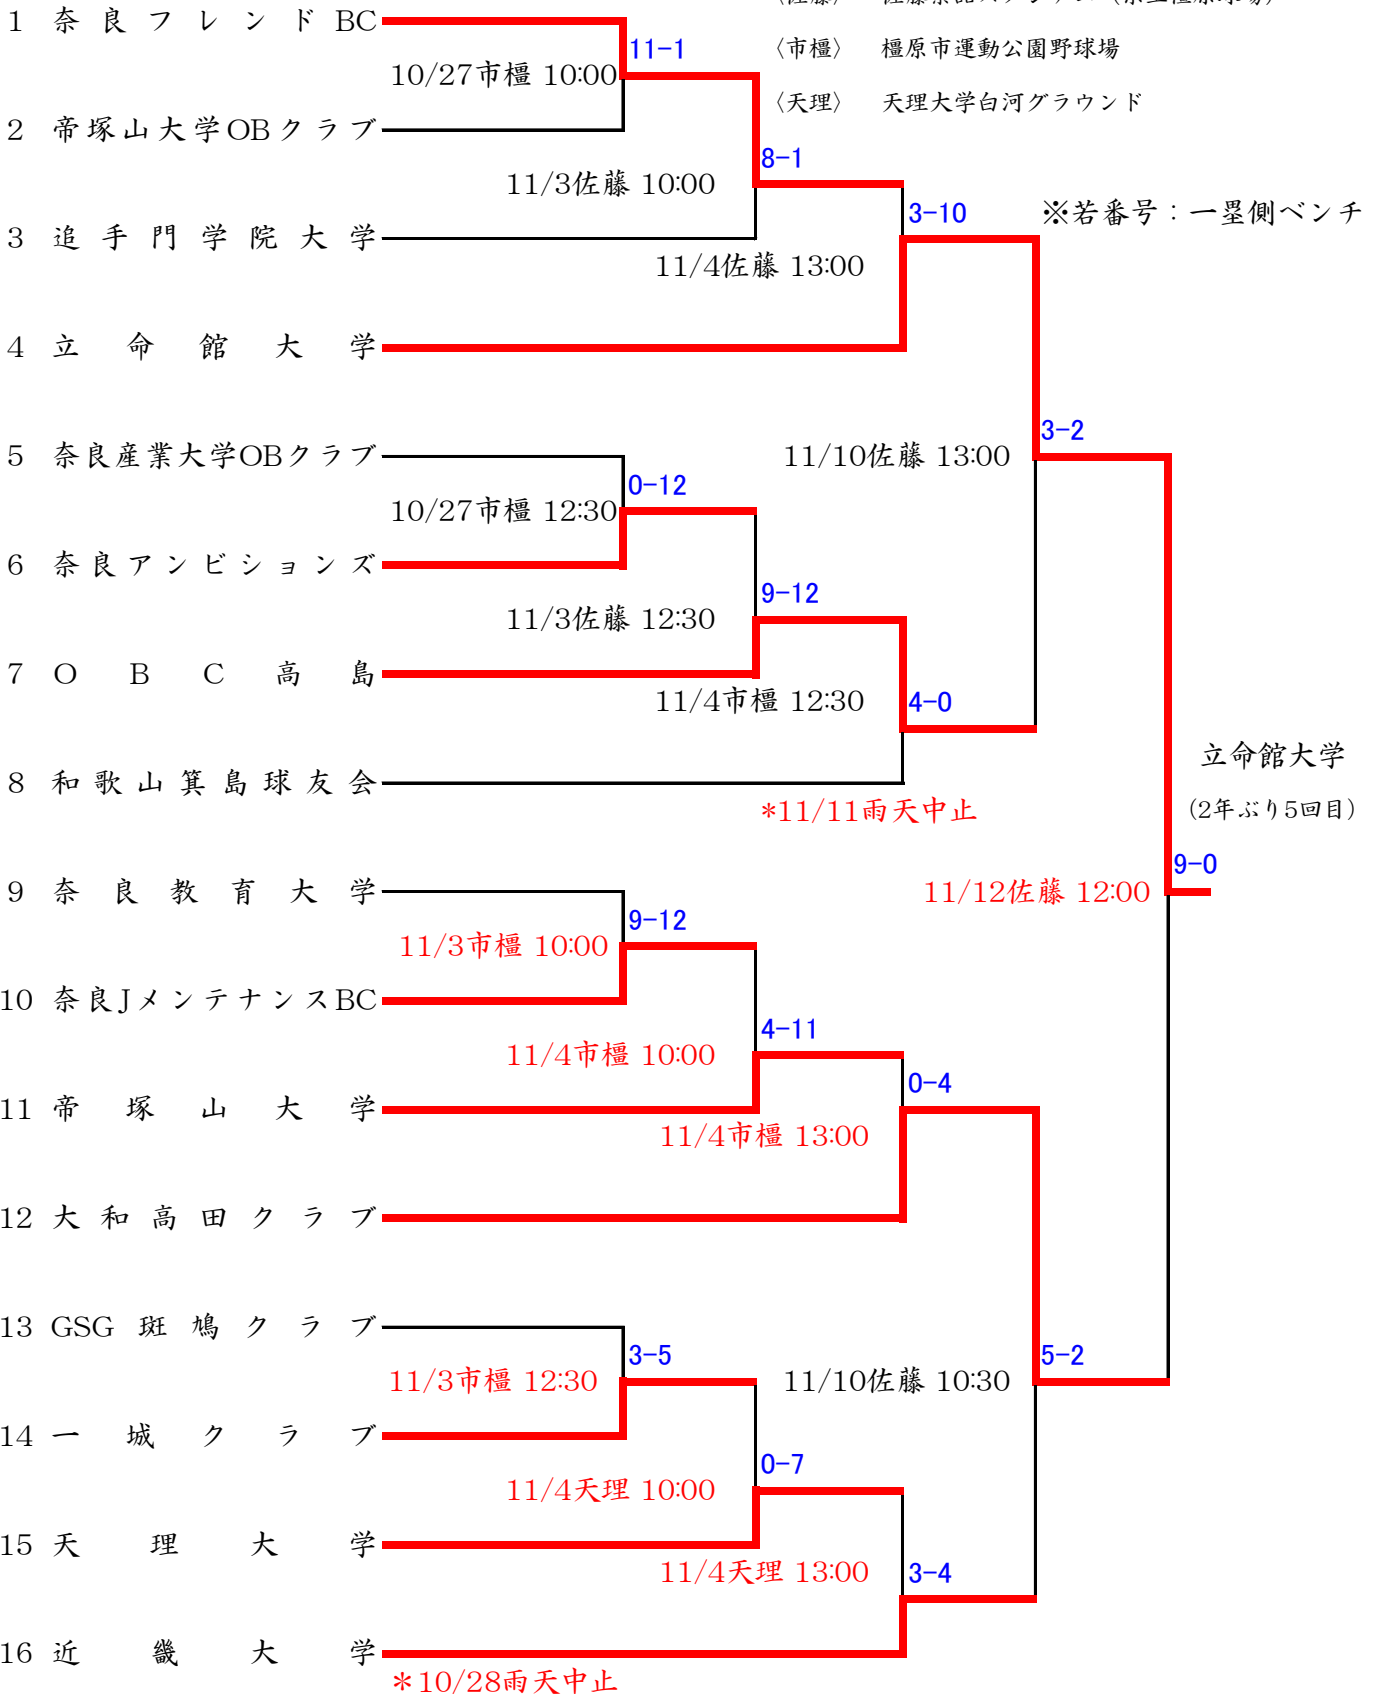 1 奈良フレンドBC
11-1
〈市橿〉 橿原市運動公園野球場
10/27市橿 10:00
〈天理〉 天理大学白河グラウンド
2 帝塚山大学OBクラブ
8-1
11/3佐藤 10:00
3-10
※若番号：一塁側ベンチ
3 追手門学院大学
11/4佐藤 13:00
4 立命館大学
3-2
5 奈良産業大学OBクラブ
11/10佐藤 13:00
0-12
10/27市橿 12:30
6 奈良アンビションズ
9-12
11/3佐藤 12:30
7 OBC高島
11/4市橿 12:30
4-0
立命館大学
8 和歌山箕島球友会
*11/11雨天中止
(2年ぶり5回目)
9-0
9 奈良教育大学
11/12佐藤 12:00
9-12
11/3市橿 10:00
10 奈良JメンテナンスBC
4-11
11/4市橿 10:00
0-4
11 帝塚山大学
11/4市橿 13:00
12 大和高田クラブ
13 GSG斑鳩クラブ
3-5
5-2
11/3市橿 12:30
11/10佐藤 10:30
14 一城クラブ
0-7
11/4天理 10:00
15 天理大学
11/4天理 13:00
3-4
16 近畿大学
*10/28雨天中止